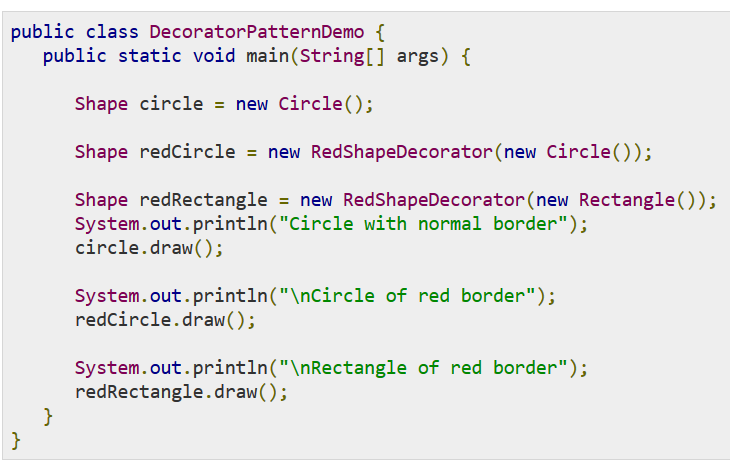 public class DecoratorPatternDemo {
public static void main(String[] args) {
Shape circle = new Circle();
Shape redCircle = new RedShapeDecorator(new Circle());
Shape redRectangle = new RedShapeDecorator(new Rectangle());
System.out.println("Circle with normal border");
circle.draw();
System.out.println("\nCircle of red border");
redCircle.draw();
System.out.println("\nRectangle of red border");
redRectangle.draw();
}
}